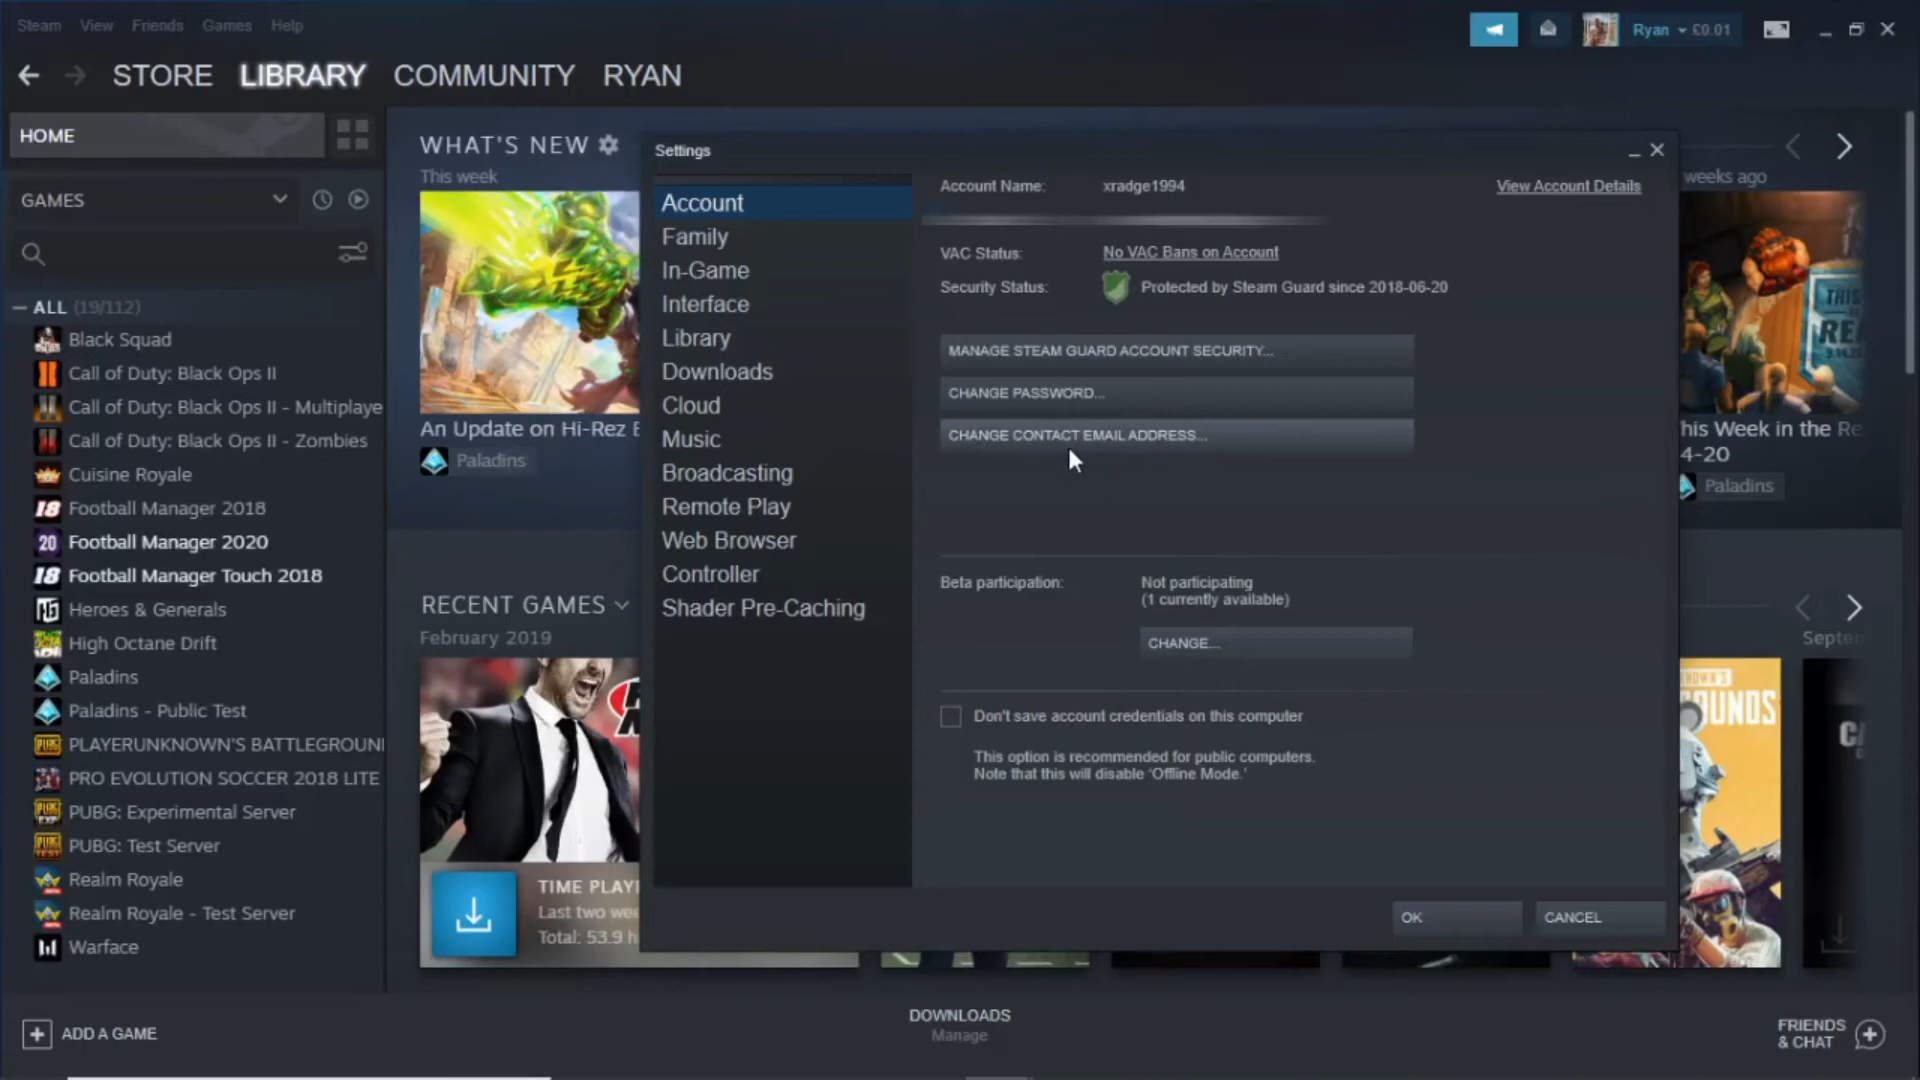 Steam View Friends Games Help
Ryan £0.01
STORE LIBRARY COMMUNITY RYAN
HOME
GAMES
ALL (19/112)
Black Squad
Call of Duty: Black Ops II
Call of Duty: Black Ops II - Multiplaye
Call of Duty: Black Ops II - Zombies
Cuisine Royale
18 Football Manager 2018
20 Football Manager 2020
18 Football Manager Touch 2018
Heroes & Generals
High Octane Drift
Paladins
Paladins - Public Test
PLAYERUNKNOWN'S BATTLEGROUN
PRO EVOLUTION SOCCER 2018 LITE
PUBG: Experimental Server
PUBG: Test Server
Realm Royale
Realm Royale - Test Server
Warface
ADD A GAME
WHAT'S NEW
This week
An Update on Hi-Rez E
Paladins
RECENT GAMES
February 2019
TIME PLAYE
Last two wee
Total: 53.9 h
Settings
Account
Family
In-Game
Interface
Library
Downloads
Cloud
Music
Broadcasting
Remote Play
Web Browser
Controller
Shader Pre-Caching
Account Name: xradge1994 View Account Details
VAC Status: No VAC Bans on Account
Security Status: Protected by Steam Guard since 2018-06-20
MANAGE STEAM GUARD ACCOUNT SECURITY...
CHANGE PASSWORD...
CHANGE CONTACT EMAIL ADDRESS...
Beta participation: Not participating
(1 currently available)
CHANGE...
Don't save account credentials on this computer
This option is recommended for public computers.
Note that this will disable 'Offline Mode.'
OK CANCEL
weeks ago
THIS
REA
his Week in the Re
4-20
Paladins
Septem
OUNDS
DOWNLOADS
Manage
FRIENDS
& CHAT